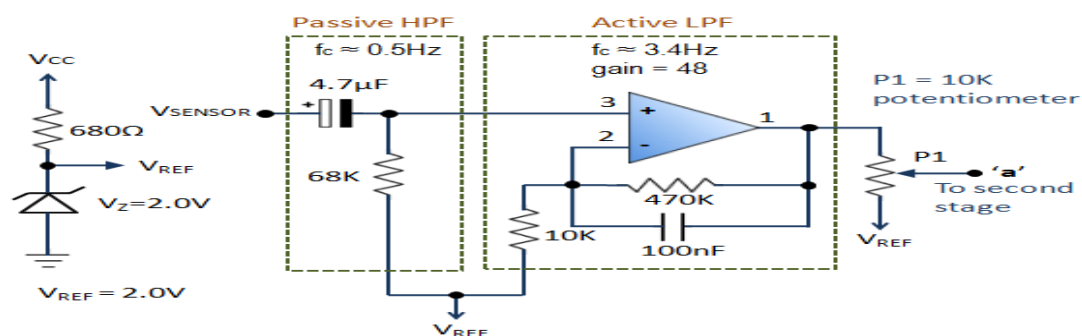 Passive HPF
Active LPF
fc ≈ 0.5Hz
fc ≈ 3.4Hz
gain = 48
Vcc
4.7µF
P1 = 10K
potentiometer
VSENSOR
+
3
+
1
680Ω
2
-
VREF
68K
P1
'a'
To second
stage
VZ=2.0V
470K
10K
100nF
VREF
VREF = 2.0V
VREF